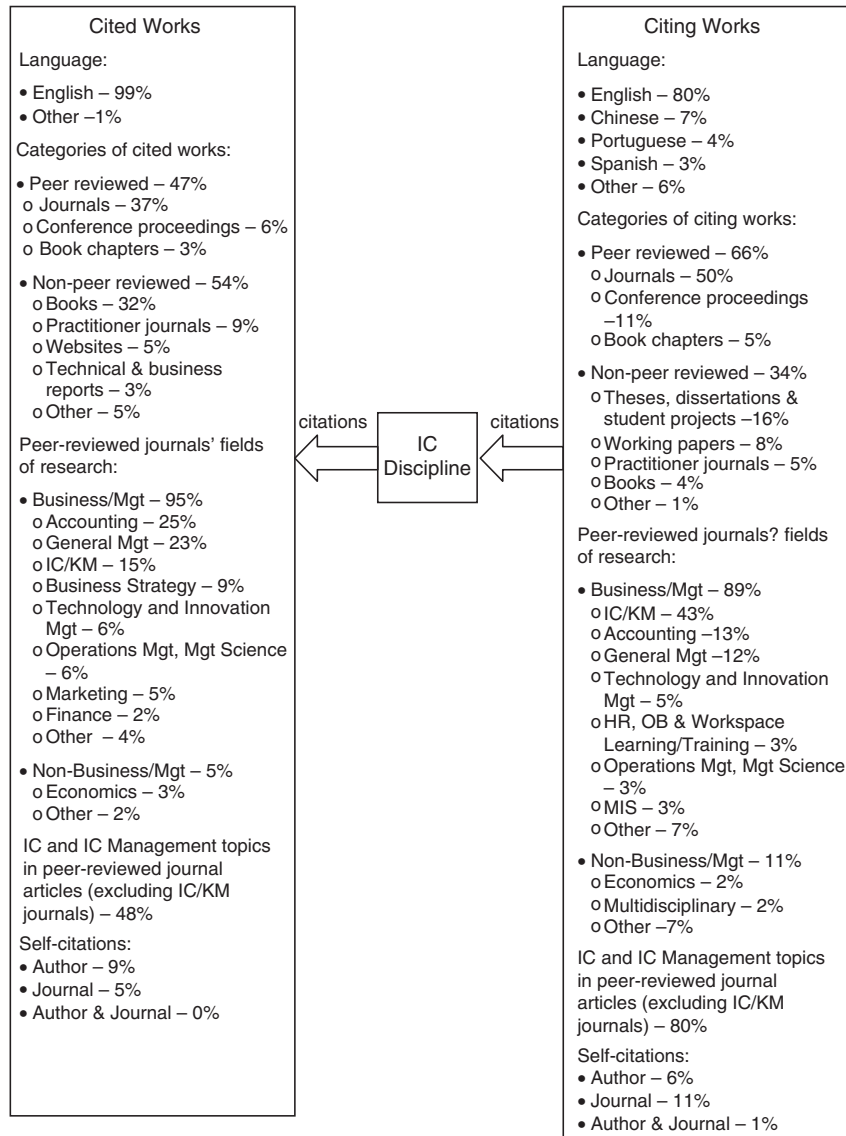 Cited Works
Language:
• English – 99%
• Other –1%
Categories of cited works:
• Peer reviewed – 47%
o Journals – 37%
o Conference proceedings – 6%
o Book chapters – 3%
• Non-peer reviewed – 54%
o Books – 32%
o Practitioner journals – 9%
o Websites – 5%
o Technical & business
reports – 3%
o Other – 5%
Peer-reviewed journals’ fields
of research:
• Business/Mgt – 95%
o Accounting – 25%
o General Mgt – 23%
o IC/KM – 15%
o Business Strategy – 9%
o Technology and Innovation
Mgt – 6%
o Operations Mgt, Mgt Science
– 6%
o Marketing – 5%
o Finance – 2%
o Other – 4%
• Non-Business/Mgt – 5%
o Economics – 3%
o Other – 2%
IC and IC Management topics
in peer-reviewed journal
articles (excluding IC/KM
journals) – 48%
Self-citations:
• Author – 9%
• Journal – 5%
• Author & Journal – 0%
citations
IC
Discipline
citations
Citing Works
Language:
• English – 80%
• Chinese – 7%
• Portuguese – 4%
• Spanish – 3%
• Other – 6%
Categories of citing works:
• Peer reviewed – 66%
o Journals – 50%
o Conference proceedings
–11%
o Book chapters – 5%
• Non-peer reviewed – 34%
o Theses, dissertations &
student projects –16%
o Working papers – 8%
o Practitioner journals – 5%
o Books – 4%
o Other – 1%
Peer-reviewed journals? fields
of research:
• Business/Mgt – 89%
o IC/KM – 43%
o Accounting –13%
o General Mgt –12%
o Technology and Innovation
Mgt – 5%
o HR, OB & Workspace
Learning/Training – 3%
o Operations Mgt, Mgt Science
– 3%
o MIS – 3%
o Other – 7%
• Non-Business/Mgt – 11%
o Economics – 2%
o Multidisciplinary – 2%
o Other –7%
IC and IC Management topics
in peer-reviewed journal
articles (excluding IC/KM
journals) – 80%
Self-citations:
• Author – 6%
• Journal – 11%
• Author & Journal – 1%